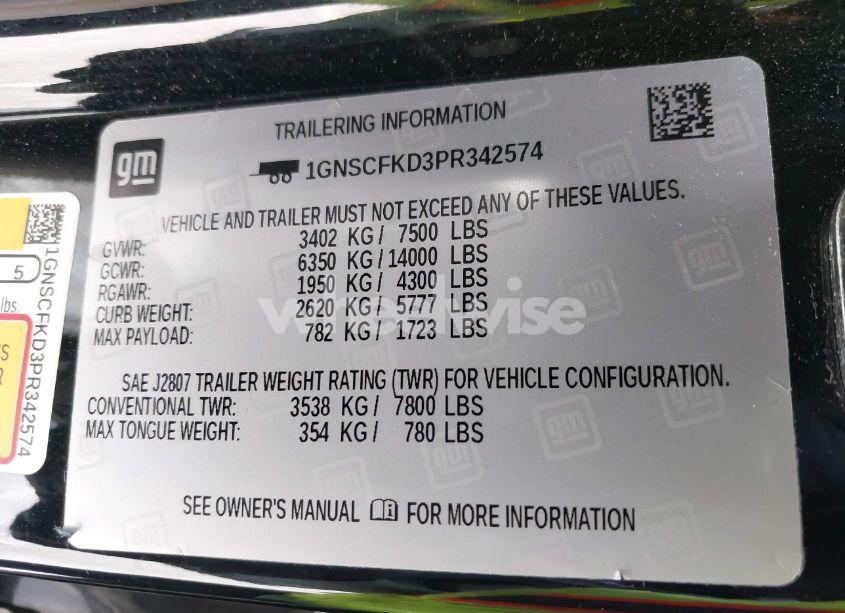 TRAILERING INFORMATION
gm
1GNSCFKD3PR342574
VEHICLE AND TRAILER MUST NOT EXCEED ANY OF THESE VALUES.
GVWR: 3402 KG / 7500 LBS
GCWR: 6350 KG / 14000 LBS
RGAWR: 1950 KG / 4300 LBS
CURB WEIGHT: 2620 KG / 5777 LBS
MAX PAYLOAD: 782 KG / 1723 LBS
SAE J2807 TRAILER WEIGHT RATING (TWR) FOR VEHICLE CONFIGURATION.
CONVENTIONAL TWR: 3538 KG / 7800 LBS
MAX TONGUE WEIGHT: 354 KG / 780 LBS
SEE OWNER'S MANUAL i FOR MORE INFORMATION
5
lbs.
1GNSCFKD3PR342574